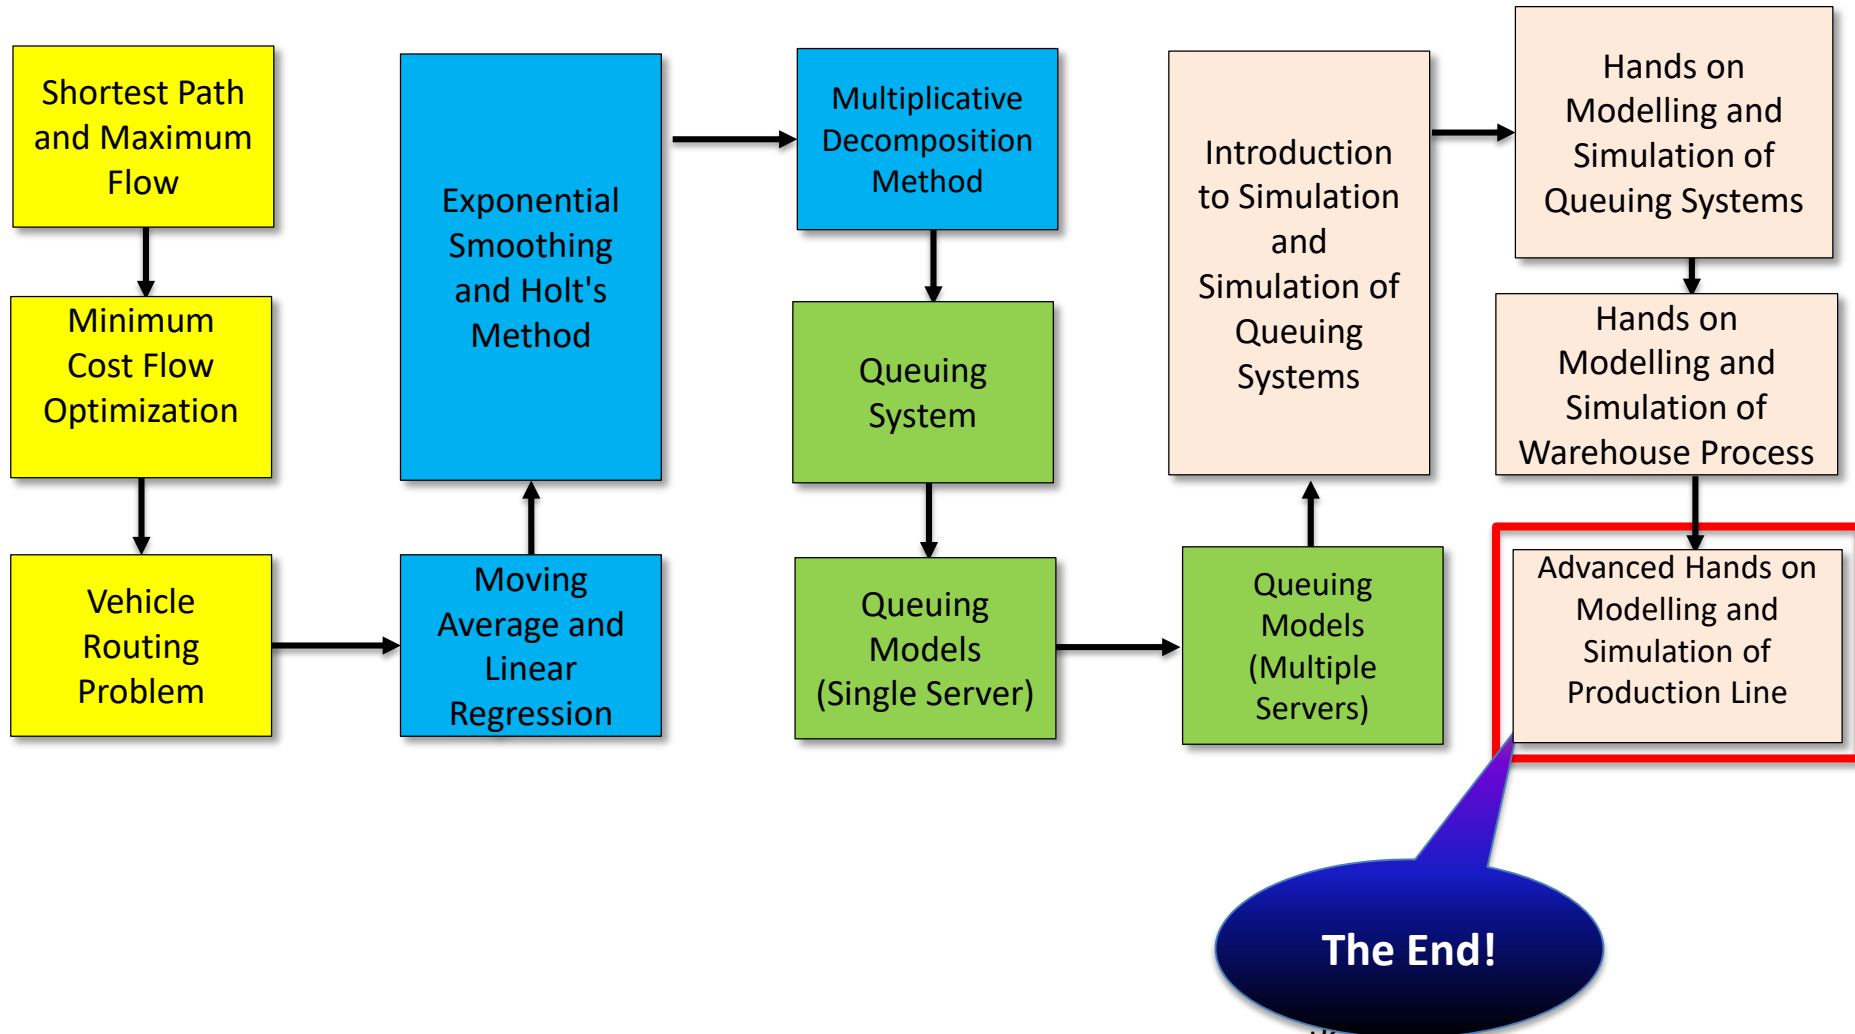 Shortest Path
and Maximum
Flow
Minimum
Cost Flow
Optimization
Vehicle
Routing
Problem
Moving
Average and
Linear
Regression
Exponential
Smoothing
and Holt's
Method
Multiplicative
Decomposition
Method
Queuing
System
Queuing
Models
(Single Server)
Queuing
Models
(Multiple
Servers)
Introduction
to Simulation
and
Simulation of
Queuing
Systems
Hands on
Modelling and
Simulation of
Queuing Systems
Hands on
Modelling and
Simulation of
Warehouse Process
Advanced Hands on
Modelling and
Simulation of
Production Line
The End!